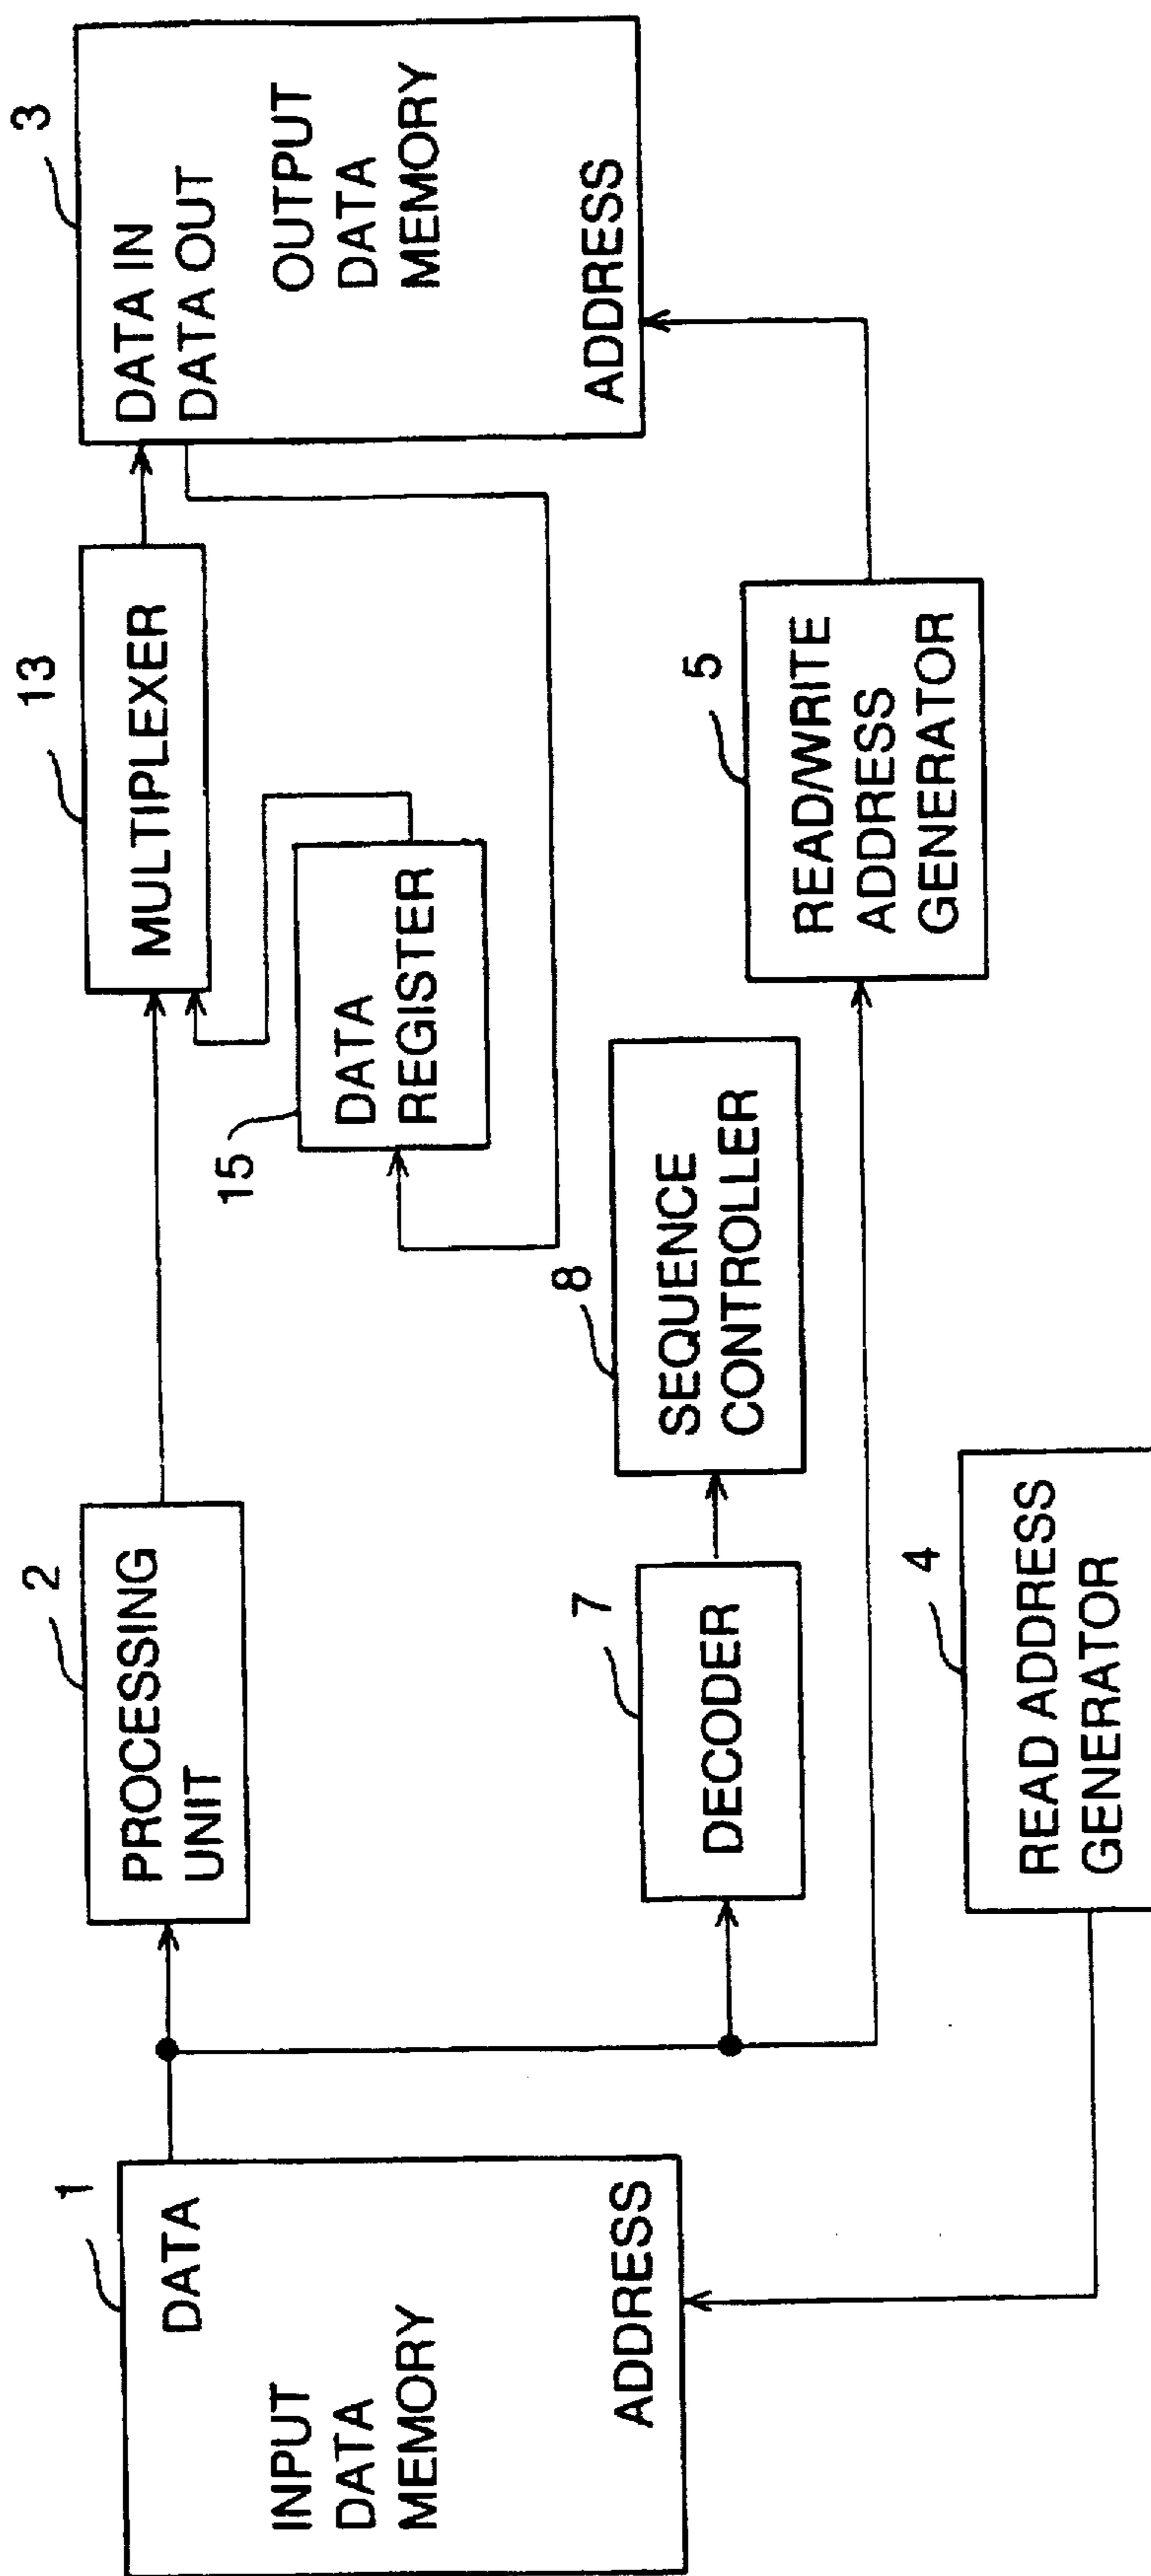 1
DATA
INPUT
DATA
MEMORY
ADDRESS
2
PROCESSING
UNIT
7
DECODER
4
READ ADDRESS
GENERATOR
8
SEQUENCE
CONTROLLER
15
DATA
REGISTER
13
MULTIPLEXER
5
READ/WRITE
ADDRESS
GENERATOR
3
DATA IN
DATA OUT
OUTPUT
DATA
MEMORY
ADDRESS